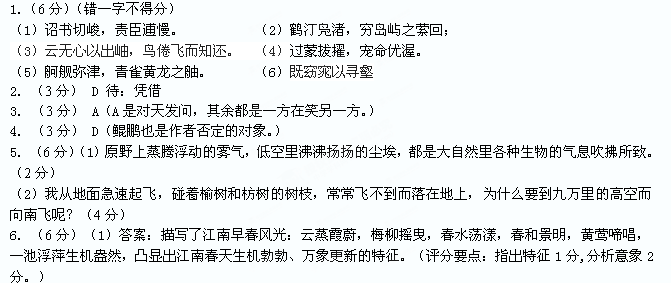 1.(6分)(错一字不得分)
(1)诏书切峻,责臣逋慢。 (2)鹤汀凫渚,穷岛屿之萦回;
(3)云无心以出岫,鸟倦飞而知还。 (4)过蒙拔擢,宠命优渥。
(5)舸舰弥津,青雀黄龙之舳。 (6)既窈窕以寻壑
2. (3分) D 待:凭借
3. (3分) A(A是对天发问,其余都是一方在笑另一方。)
4. (3分) D(鲲鹏也是作者否定的对象。)
5. (6分)(1)原野上蒸腾浮动的雾气,低空里沸沸扬扬的尘埃,都是大自然里各种生物的气息吹拂所致。
(2分)
(2)我从地面急速起飞,碰着榆树和枋树的树枝,常常飞不到而落在地上,为什么要到九万里的高空而
向南飞呢?(4分)
6. (6分) (1)答案:描写了江南早春风光:云蒸霞蔚,梅柳摇曳,春水荡漾,春和景明,黄莺啼唱,
一池浮萍生机盎然,凸显出江南春天生机勃勃、万象更新的特征。(评分要点:指出特征1分,分析意象2
分。)